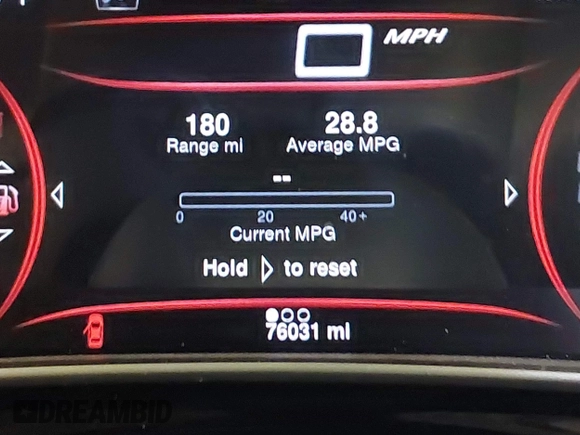 MPH
180 28.8
Range mi Average MPG
--
0 20 40+
Current MPG
Hold ▷ to reset
76031 mi
DREAMBID